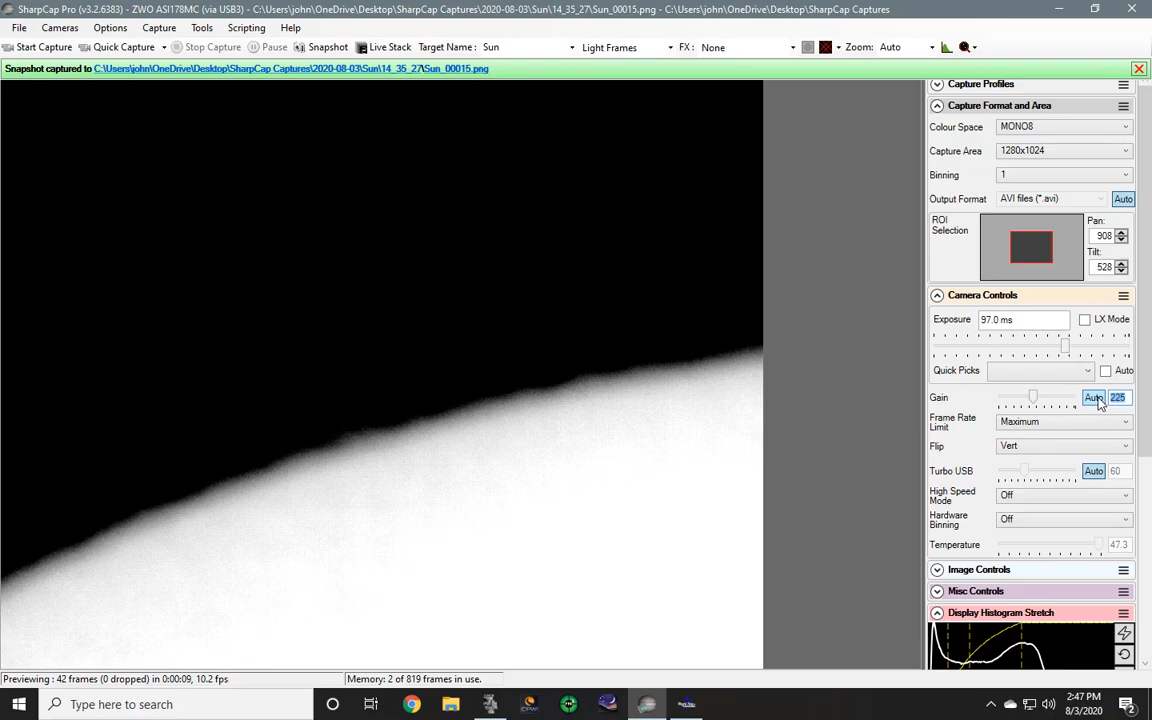 SharpCap Pro (v3.2.6383) - ZWO ASI178MC (via USB3) - C:\Users\john\OneDrive\Desktop\SharpCap Captures\2020-08-03\Sun\14_35_27\Sun_00015.png - C:\Users\john\OneDrive\Desktop\SharpCap Captures
File Cameras Options Capture Tools Scripting Help
Start Capture Quick Capture Stop Capture Pause Snapshot Live Stack Target Name: Sun Light Frames FX: None Zoom: Auto
Snapshot captured to C:\Users\john\OneDrive\Desktop\SharpCap Captures\2020-08-03\Sun\14_35_27\Sun_00015.png
Capture Profiles
Capture Format and Area
Colour Space MONO8
Capture Area 1280x1024
Binning 1
Output Format AVI files (*.avi) Auto
ROI Selection
Pan: 908
Tilt: 528
Camera Controls
Exposure 97.0 ms LX Mode
Quick Picks Auto
Gain Auto 225
Frame Rate Limit Maximum
Flip Vert
Turbo USB Auto 60
High Speed Mode Off
Hardware Binning Off
Temperature 47.3
Image Controls
Misc Controls
Display Histogram Stretch
Previewing : 42 frames (0 dropped) in 0:00:09, 10.2 fps Memory: 2 of 819 frames in use.
Type here to search
2:47 PM
8/3/2020
2